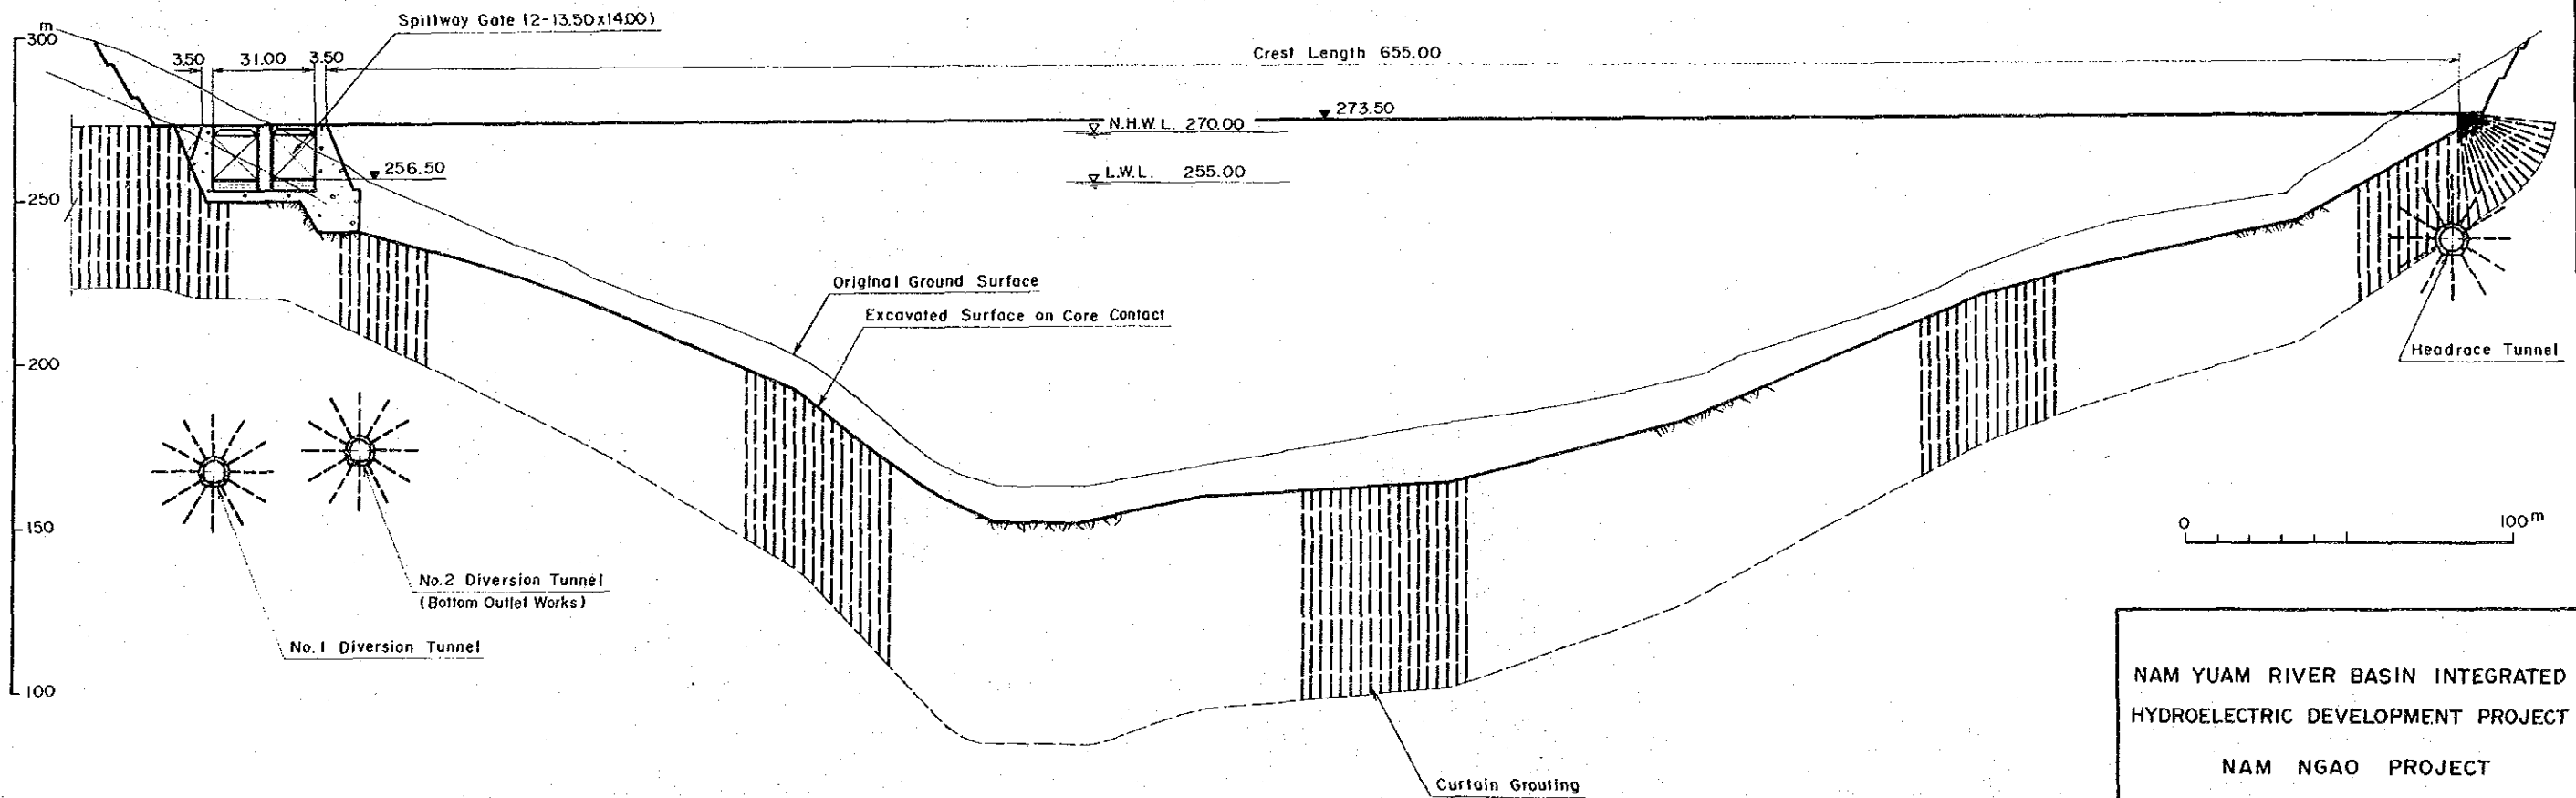 m
300
250
200
150
100
Spillway Gate (2-13.50x14.00)
3.50 31.00 3.50
Crest Length 655.00
N.H.W.L. 270.00
273.50
256.50
L.W.L. 255.00
Original Ground Surface
Excavated Surface on Core Contact
Headrace Tunnel
0 100 m
No.2 Diversion Tunnel
(Bottom Outlet Works)
No.1 Diversion Tunnel
Curtain Grouting
NAM YUAM RIVER BASIN INTEGRATED
HYDROELECTRIC DEVELOPMENT PROJECT
NAM NGAO PROJECT